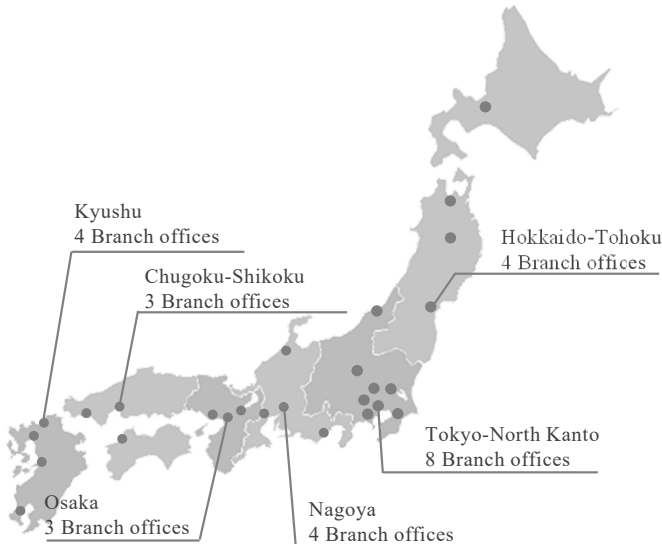 Kyushu
4 Branch offices
Hokkaido-Tohoku
4 Branch offices
Chugoku-Shikoku
3 Branch offices
Tokyo-North Kanto
8 Branch offices
Osaka
3 Branch offices
Nagoya
4 Branch offices